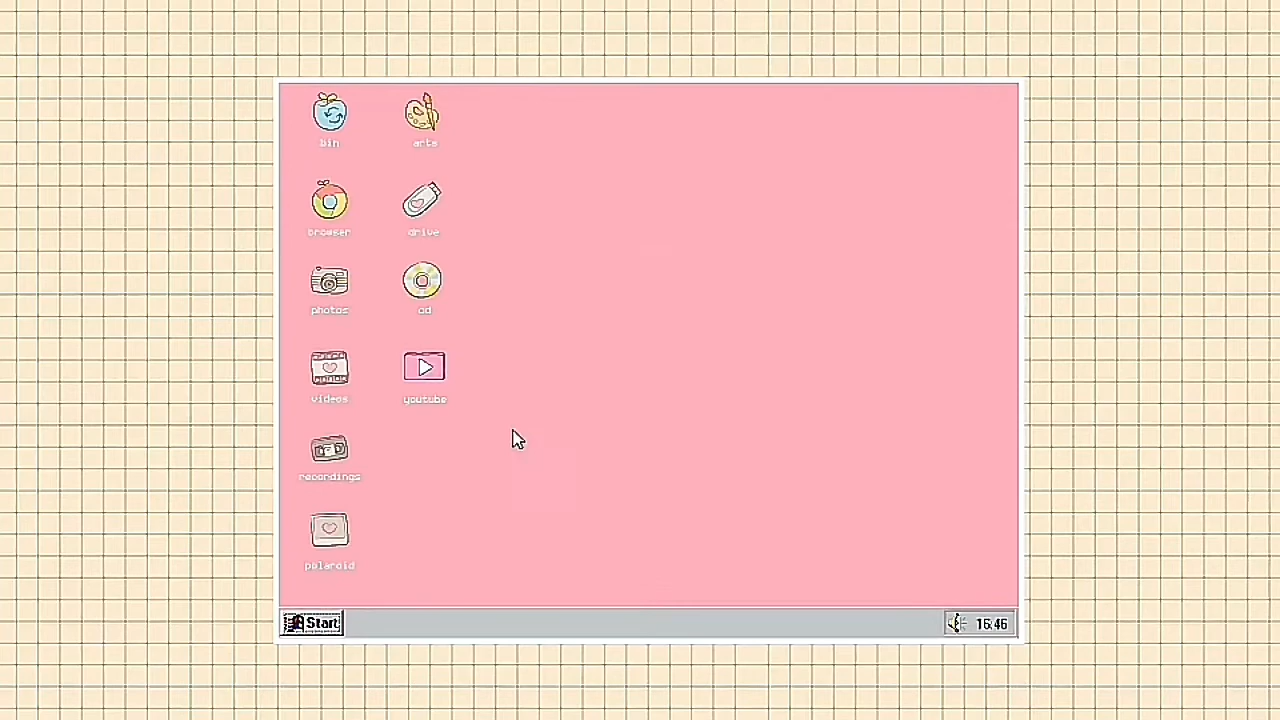 bin
arts
browser
drive
photos
cd
videos
youtube
recordings
polaroid
Start
16:46